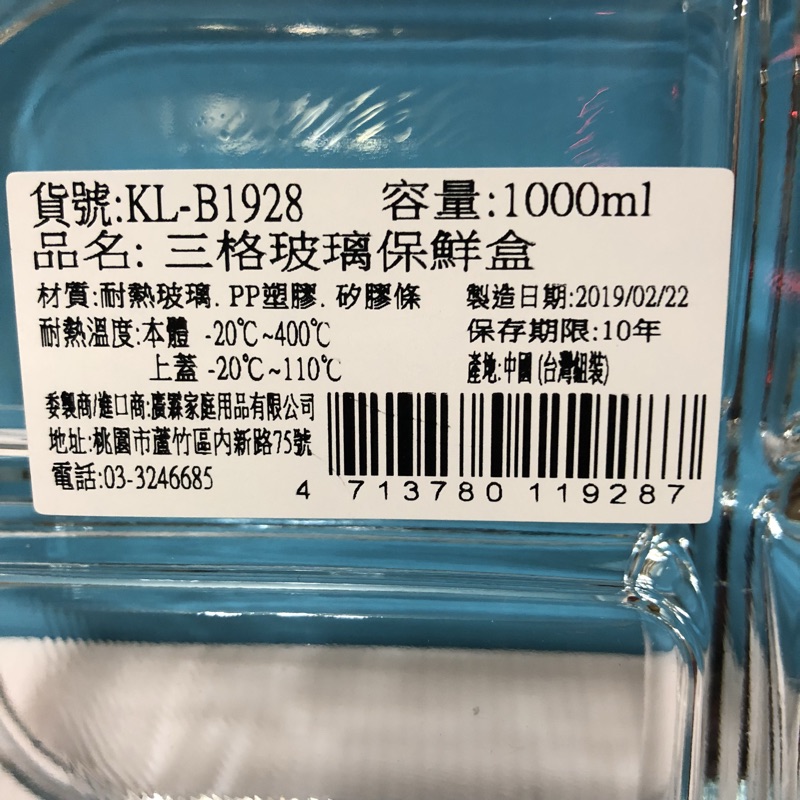 貨號:KL-B1928 容量:1000ml
品名: 三格玻璃保鮮盒
材質:耐熱玻璃. PP塑膠. 矽膠條 製造日期:2019/02/22
耐熱溫度:本體 -20℃~400℃ 保存期限:10年
上蓋 -20℃~110℃ 產地:中國(台灣組裝)
委製商/進口商:廣霖家庭用品有限公司
地址:桃園市蘆竹區內新路75號
電話:03-3246685
4 713780 119287